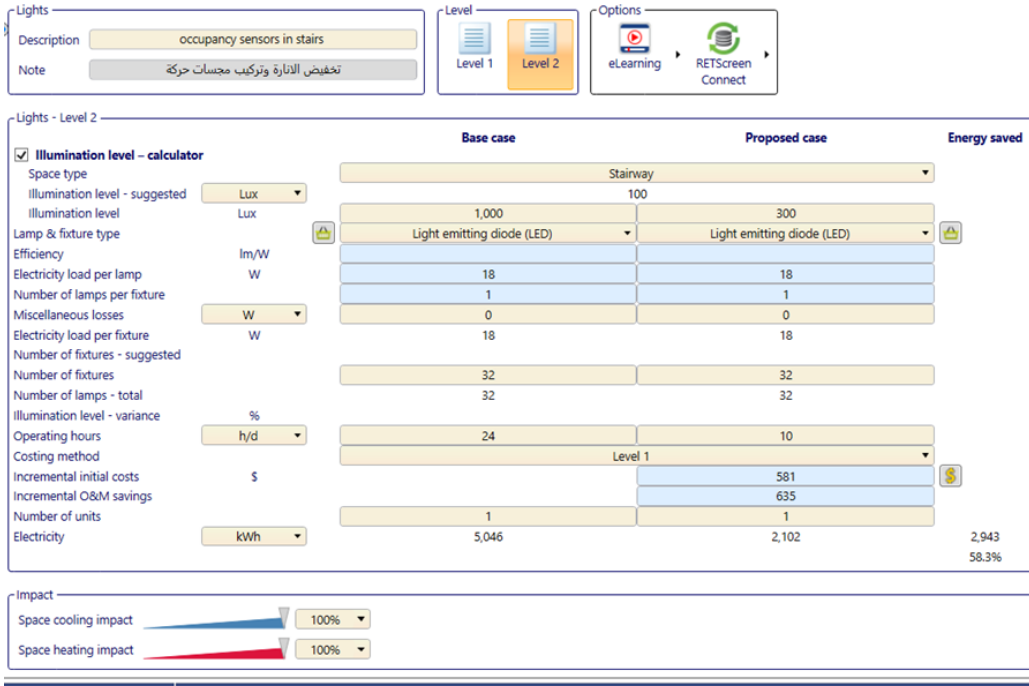 Lights
Description occupancy sensors in stairs
Note تخفيض الانارة وتركيب مجسات حركة
Level
Level 1 Level 2
Options
eLearning RETScreen Connect
Lights - Level 2
Base case Proposed case Energy saved
Illumination level – calculator
Space type Stairway
Illumination level - suggested Lux 100
Illumination level Lux 1,000 300
Lamp & fixture type Light emitting diode (LED) Light emitting diode (LED)
Efficiency lm/W
Electricity load per lamp W 18 18
Number of lamps per fixture 1 1
Miscellaneous losses W 0 0
Electricity load per fixture W 18 18
Number of fixtures - suggested
Number of fixtures 32 32
Number of lamps - total 32 32
Illumination level - variance %
Operating hours h/d 24 10
Costing method Level 1
Incremental initial costs $ 581 $
Incremental O&M savings 635
Number of units 1 1
Electricity kWh 5,046 2,102 2,943
58.3%
Impact
Space cooling impact 100%
Space heating impact 100%